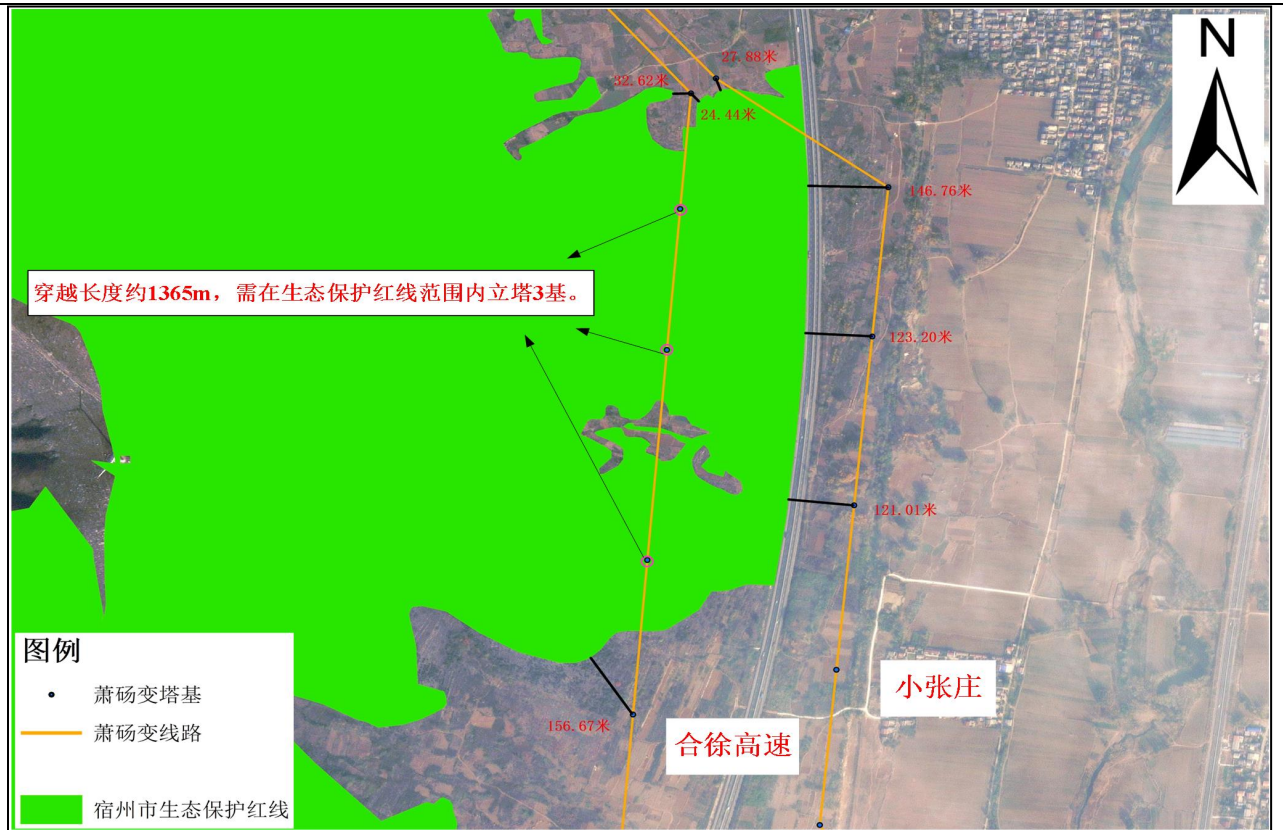 N
27.88米
32.62米
24.44米
146.76米
穿越长度约1365m，需在生态保护红线范围内立塔3基。
123.20米
121.01米
小张庄
156.67米
合徐高速
图例
萧砀变塔基
萧砀变线路
宿州市生态保护红线